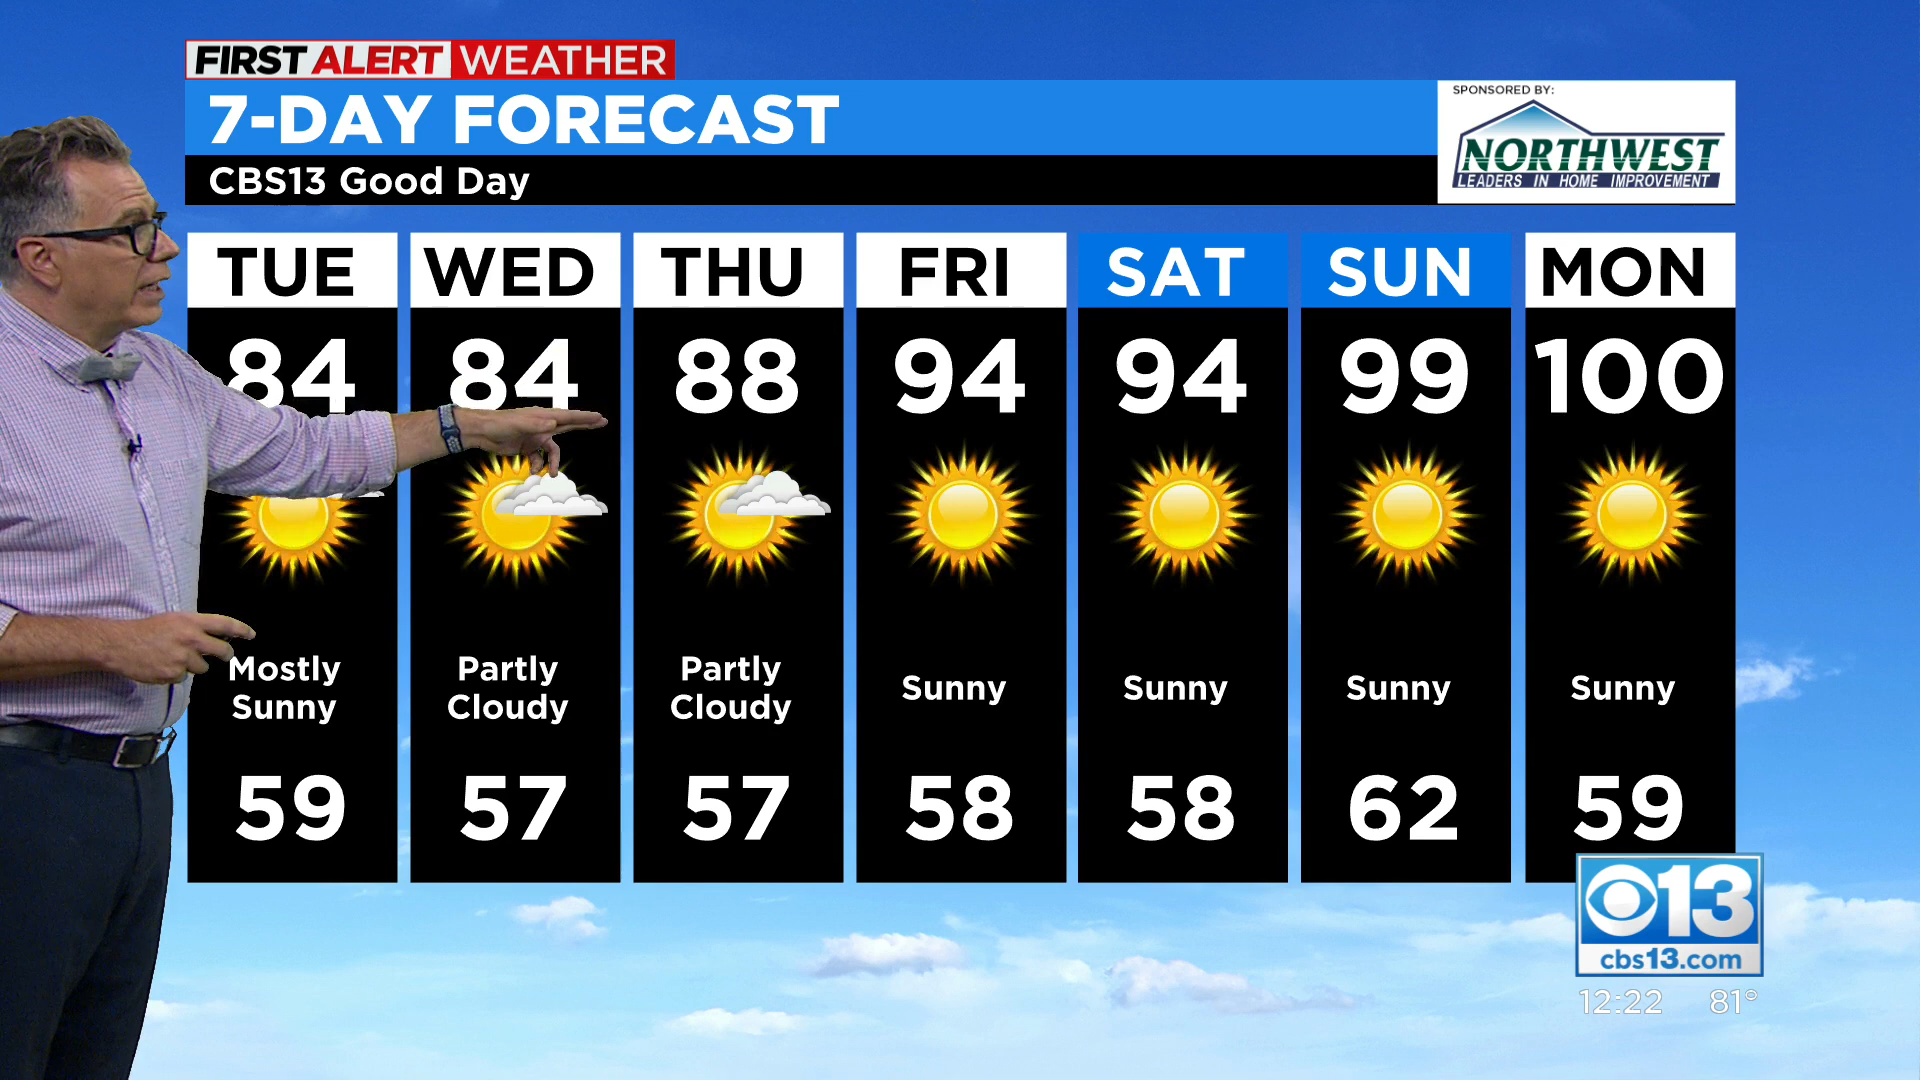 FIRST ALERT WEATHER
7-DAY FORECAST
CBS13 Good Day
SPONSORED BY:
NORTHWEST
LEADERS IN HOME IMPROVEMENT
TUE WED THU FRI SAT SUN MON
84 84 88 94 94 99 100
Mostly Sunny
Partly Cloudy
Partly Cloudy
Sunny
Sunny
Sunny
Sunny
59 57 57 58 58 62 59
13
cbs13.com
12:22 81°